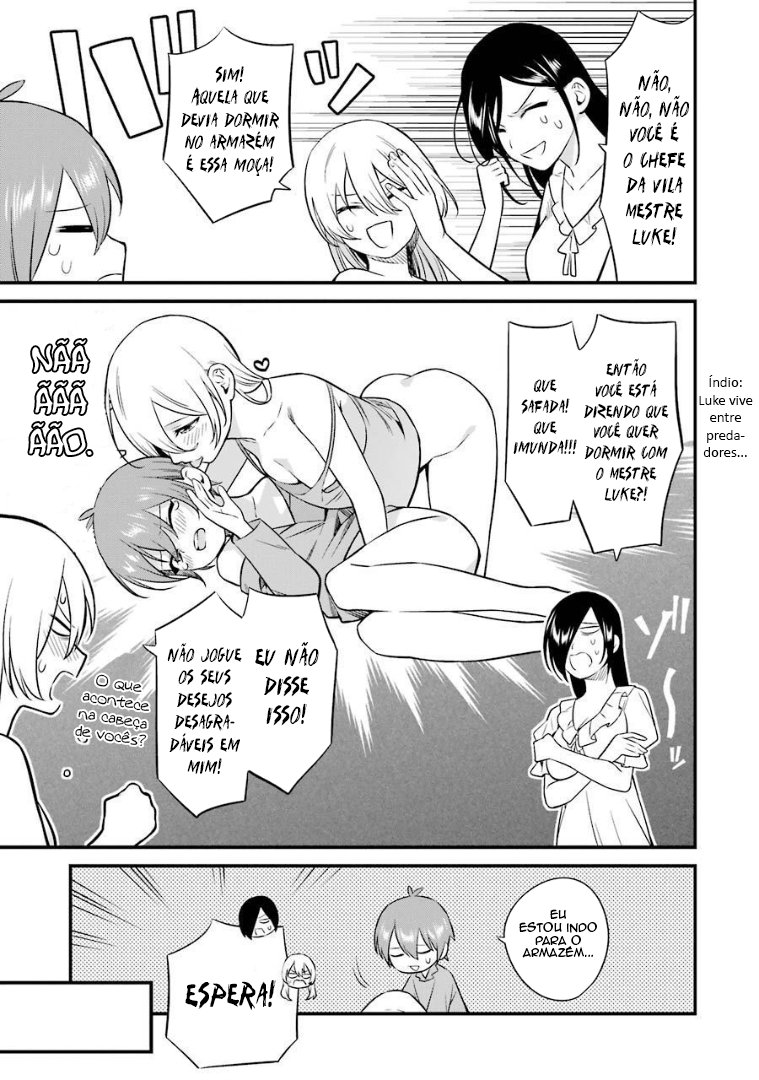 NÃO,
NÃO, NÃO
VOCÊ É
O CHEFE
DA VILA
MESTRE
LUKE!
SIM!
AQUELA QUE
DEVIA DORMIR
NO ARMAZÉM
É ESSA MOÇA!
ENTÃO
VOCÊ ESTÁ
DIRENDO QUE
VOCÊ QUER
DORMIR COM
O MESTRE
LUKE?!
QUE
SAFADA!
QUE
IMUNDA!!!
Índio:
Luke vive
entre
preda-
dores...
NÃÃ
ÃÃÃ
ÃÃO.
EU NÃO
DISSE
ISSO!
NÃO JOGUE
OS SEUS
DESEJOS
DESAGRA-
DÁVEIS EM
MIM!
O que
acontece
na cabeça
de vocês?
EU
ESTOU INDO
PARA O
ARMAZÉM...
ESPERA!